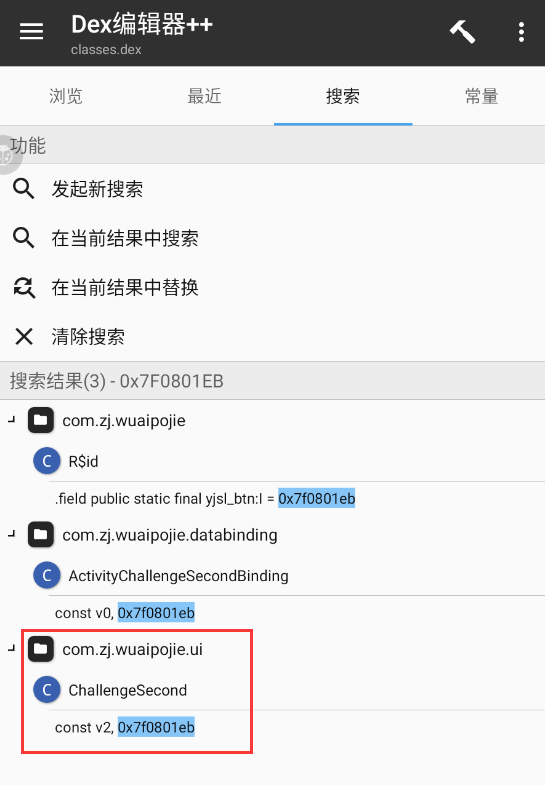 Dex编辑器++
classes.dex
浏览 最近 搜索 常量
功能
发起新搜索
在当前结果中搜索
在当前结果中替换
清除搜索
搜索结果(3) - 0x7F0801EB
com.zj.wuaipojie
C R$id
.field public static final yjsl_btn:I = 0x7f0801eb
com.zj.wuaipojie.databinding
C ActivityChallengeSecondBinding
const v0, 0x7f0801eb
com.zj.wuaipojie.ui
C ChallengeSecond
const v2, 0x7f0801eb